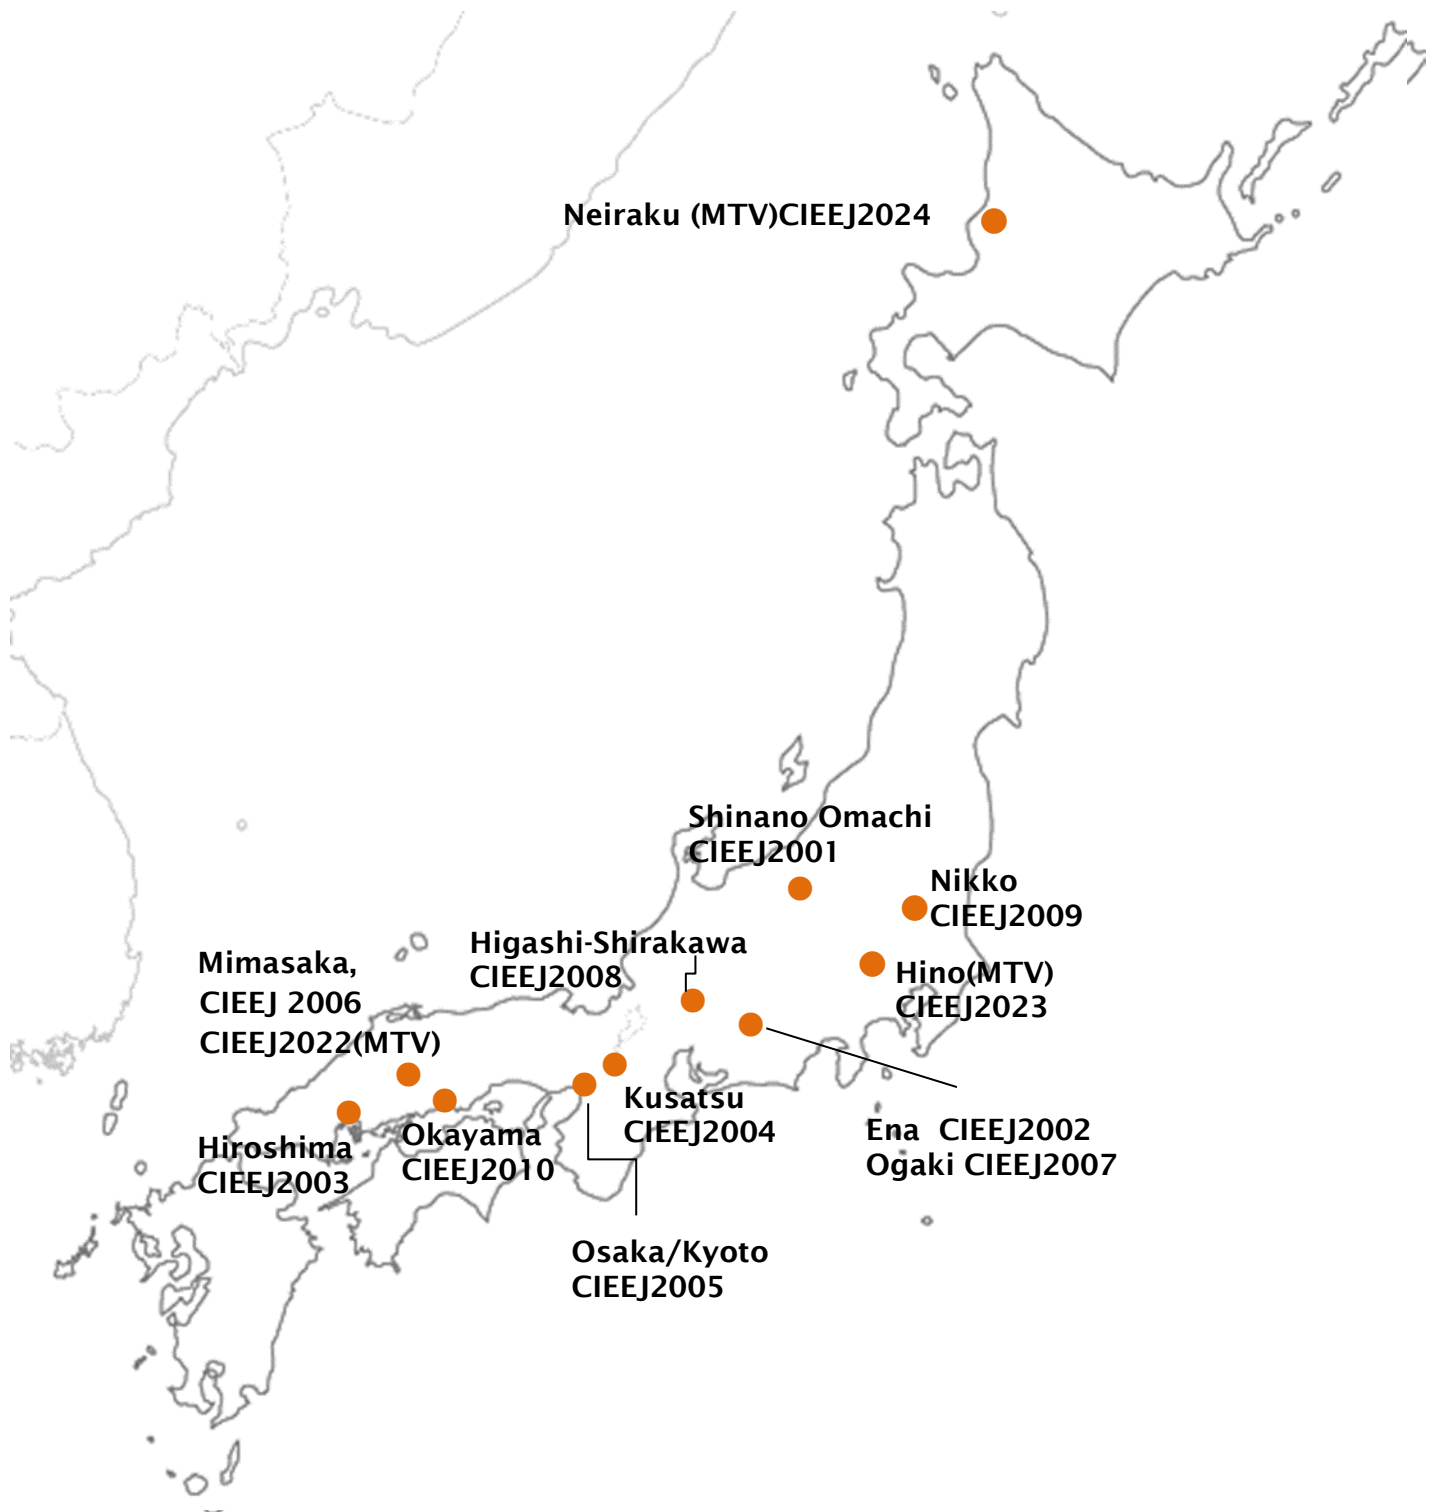 Neiraku (MTV)CIEEJ2024
Shinano Omachi
CIEEJ2001
Nikko
CIEEJ2009
Higashi-Shirakawa
CIEEJ2008
Hino(MTV)
CIEEJ2023
Mimasaka,
CIEEJ 2006
CIEEJ2022(MTV)
Kusatsu
CIEEJ2004
Ena  CIEEJ2002
Ogaki CIEEJ2007
Okayama
CIEEJ2010
Hiroshima
CIEEJ2003
Osaka/Kyoto
CIEEJ2005